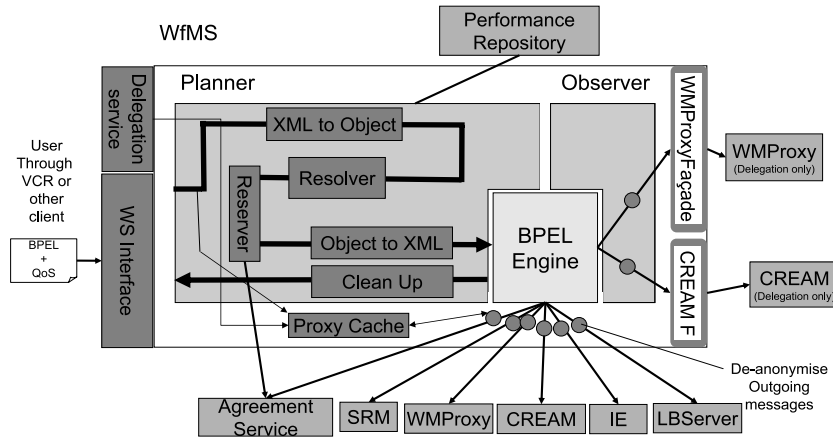 WfMS
Performance
Repository
Planner
Observer
Delegation
service
XML to Object
WMProxyFaçade
User
Through
VCR or
other
client
WMProxy
(Delegation only)
Resolver
Reserver
WS Interface
BPEL
+
QoS
Object to XML
BPEL
Engine
Clean Up
CREAM F
CREAM
(Delegation only)
Proxy Cache
De-anonymise
Outgoing
messages
Agreement
Service
SRM
WMProxy
CREAM
IE
LBServer